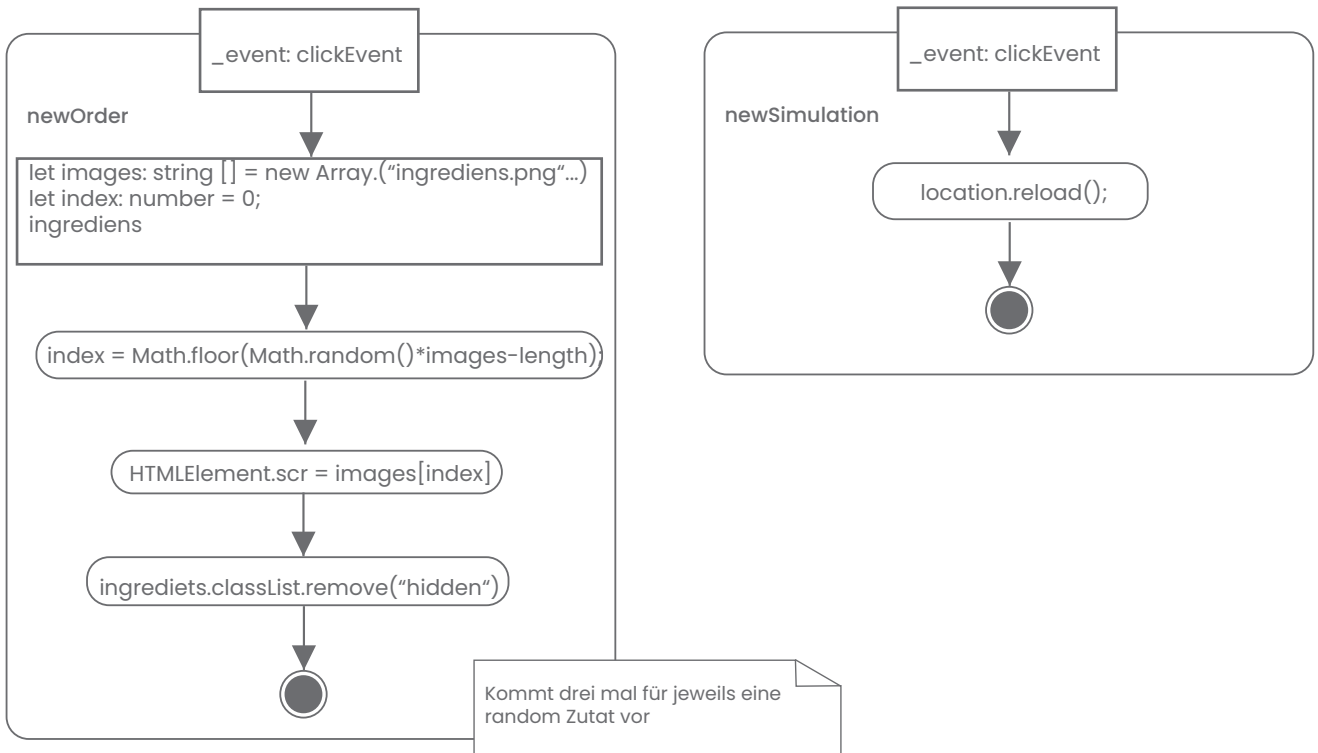 _event: clickEvent
newOrder
let images: string [] = new Array.(“ingrediens.png“...)
let index: number = 0;
ingrediens
index = Math.floor(Math.random()*images-length);
HTMLElement.scr = images[index]
ingrediets.classList.remove(“hidden“)
Kommt drei mal für jeweils eine
random Zutat vor
_event: clickEvent
newSimulation
location.reload();